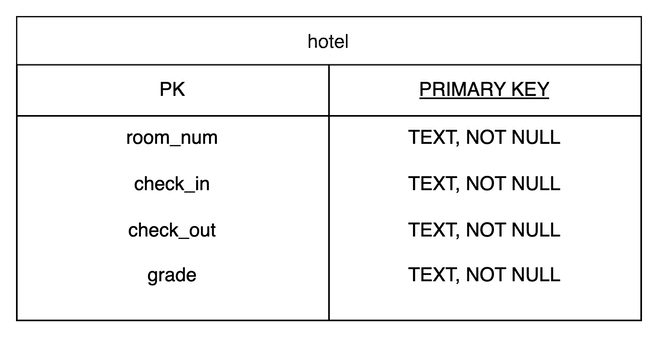 hotel
PK PRIMARY KEY
room_num TEXT, NOT NULL
check_in TEXT, NOT NULL
check_out TEXT, NOT NULL
grade TEXT, NOT NULL